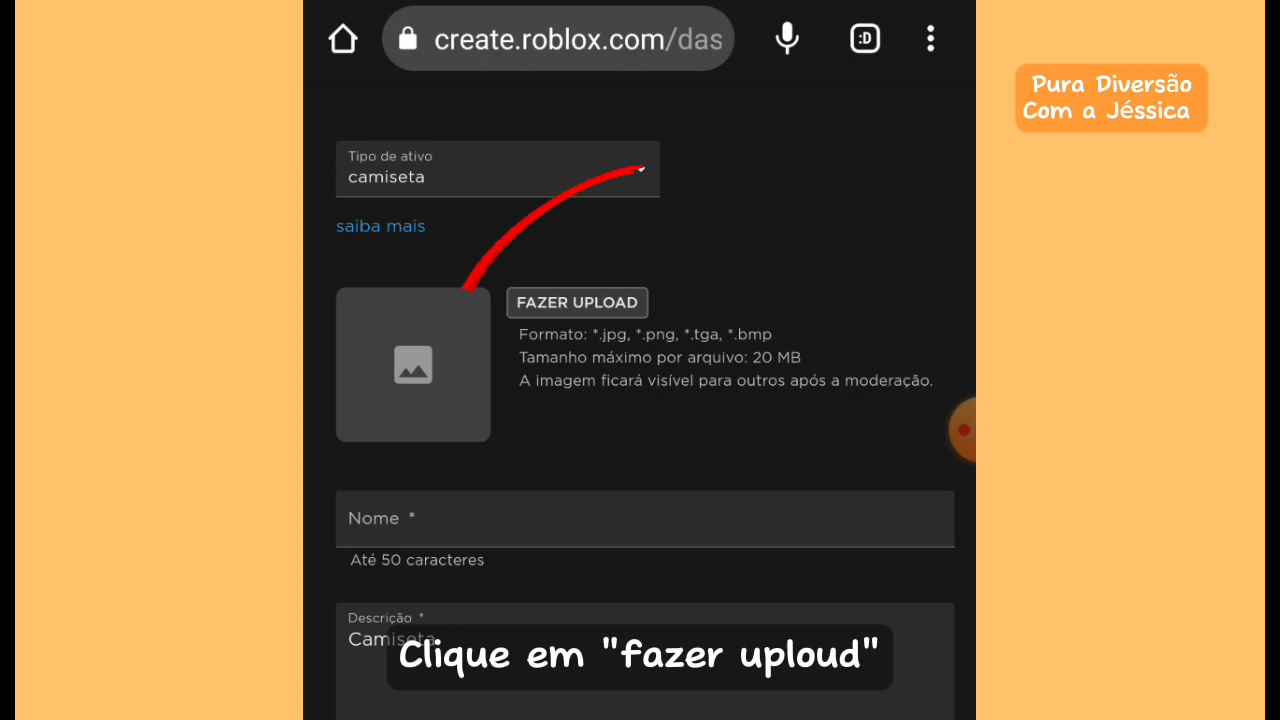 create.roblox.com/das
:D
Pura Diversão
Com a Jéssica
Tipo de ativo
camiseta
saiba mais
FAZER UPLOAD
Formato: *.jpg, *.png, *.tga, *.bmp
Tamanho máximo por arquivo: 20 MB
A imagem ficará visível para outros após a moderação.
Nome *
Até 50 caracteres
Descrição *
Camiseta
Clique em "fazer uploud"